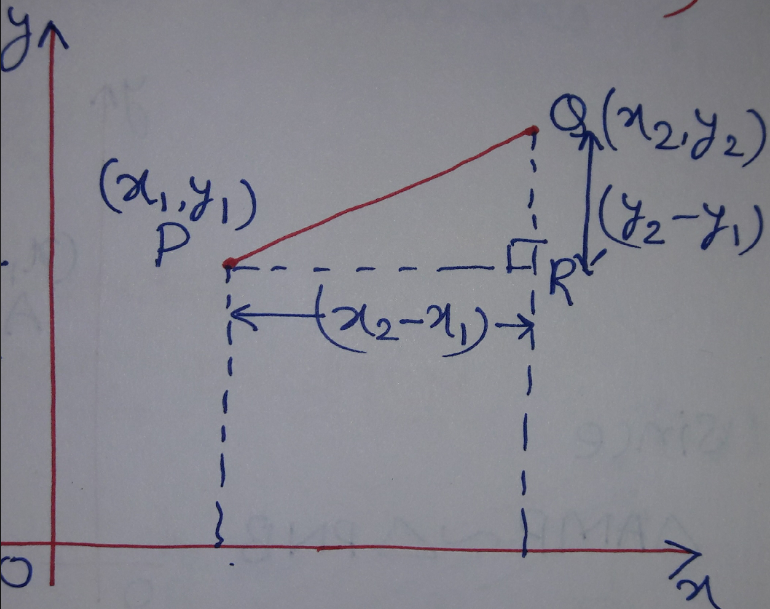 y
Q(x₂,y₂)
(x₁,y₁)
P
(y₂−y₁)
R
(x₂−x₁)
O
x